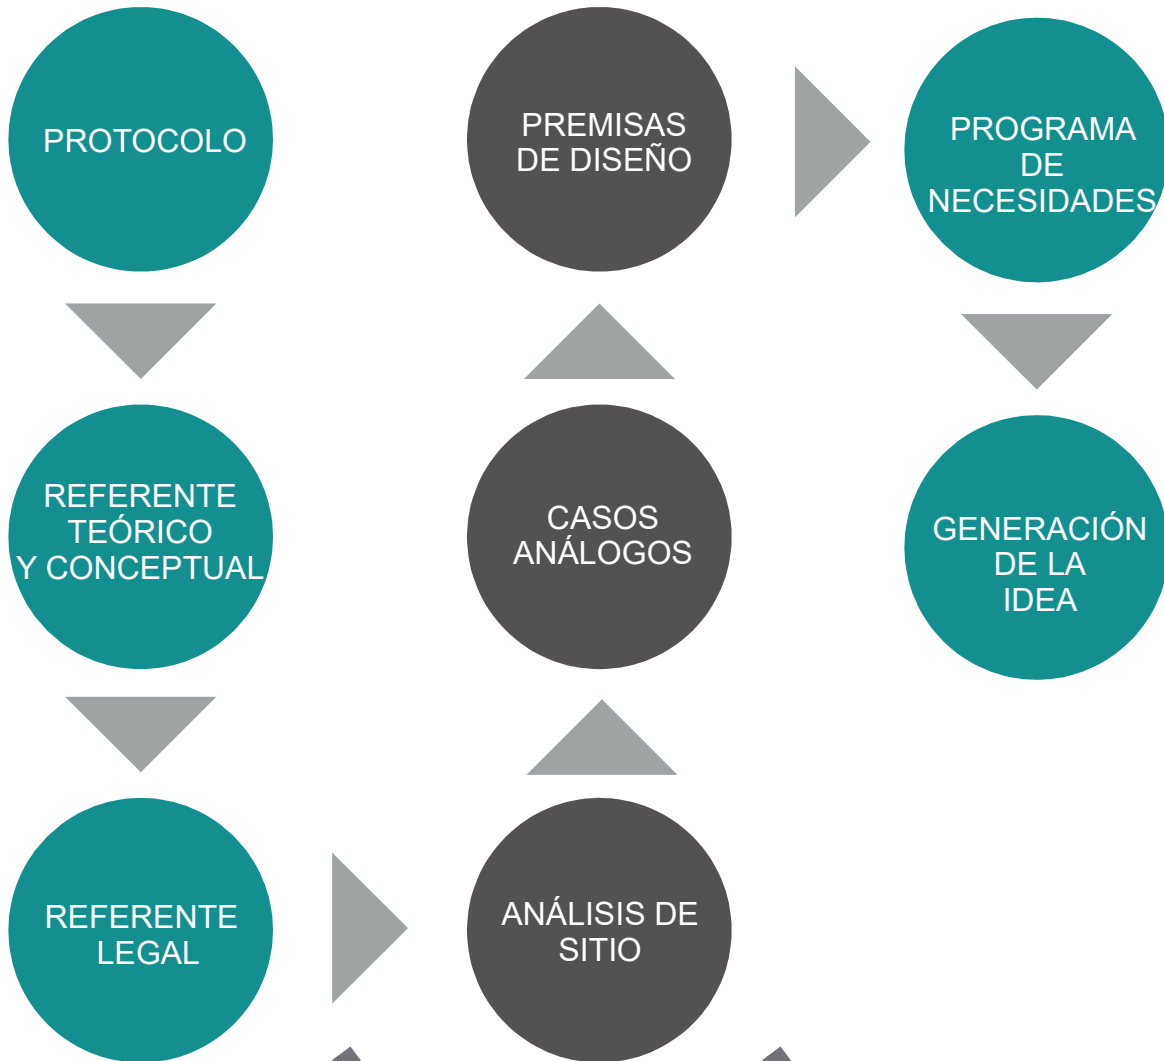 PROTOCOLO
REFERENTE
TEÓRICO
Y CONCEPTUAL
REFERENTE
LEGAL
ANÁLISIS DE
SITIO
CASOS
ANÁLOGOS
PREMISAS
DE DISEÑO
PROGRAMA
DE
NECESIDADES
GENERACIÓN
DE LA
IDEA